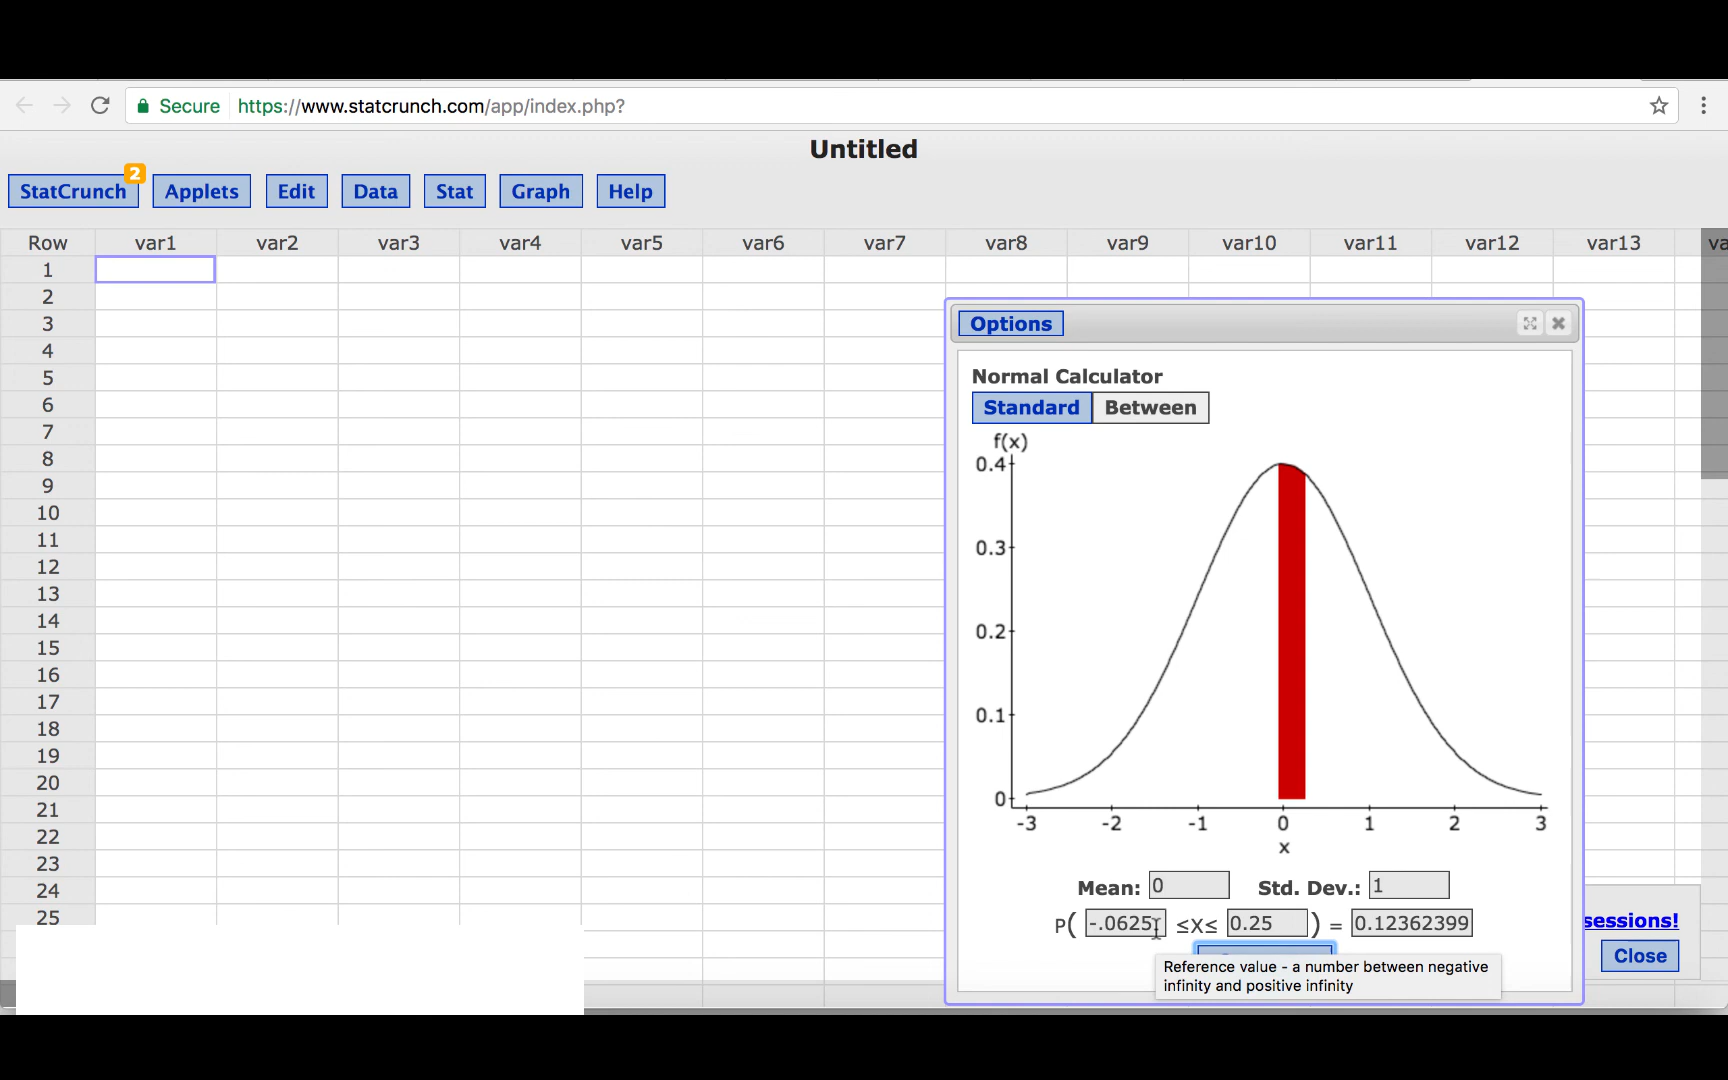 Secure https://www.statcrunch.com/app/index.php?
Untitled
StatCrunch 2 Applets Edit Data Stat Graph Help
Row var1 var2 var3 var4 var5 var6 var7 var8 var9 var10 var11 var12 var13
1
2
3
4
5
6
7
8
9
10
11
12
13
14
15
16
17
18
19
20
21
22
23
24
25
Options
Normal Calculator
Standard Between
f(x)
0.4
0.3
0.2
0.1
0
-3 -2 -1 0 1 2 3
x
Mean: 0 Std. Dev.: 1
P( -.0625 ≤X≤ 0.25 ) = 0.12362399
Reference value - a number between negative
infinity and positive infinity
sessions!
Close